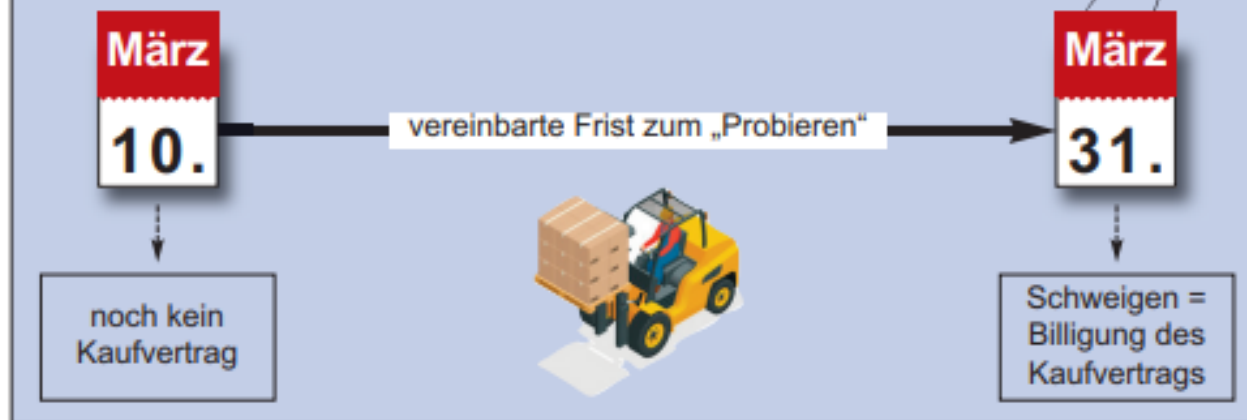 März
10.
vereinbarte Frist zum „Probieren“
März
31.
noch kein
Kaufvertrag
Schweigen =
Billigung des
Kaufvertrags